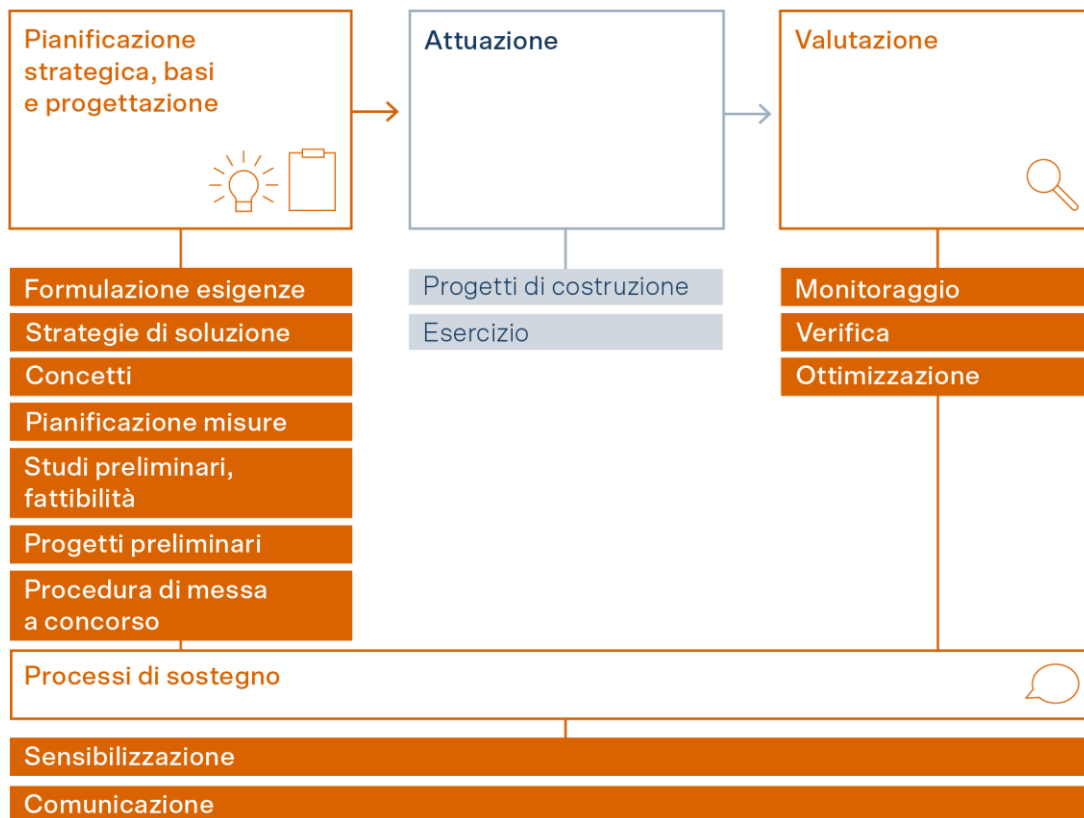 Pianificazione
strategica, basi
e progettazione
Attuazione
Valutazione
Formulazione esigenze
Strategie di soluzione
Concetti
Pianificazione misure
Studi preliminari,
fattibilità
Progetti preliminari
Procedura di messa
a concorso
Progetti di costruzione
Esercizio
Monitoraggio
Verifica
Ottimizzazione
Processi di sostegno
Sensibilizzazione
Comunicazione